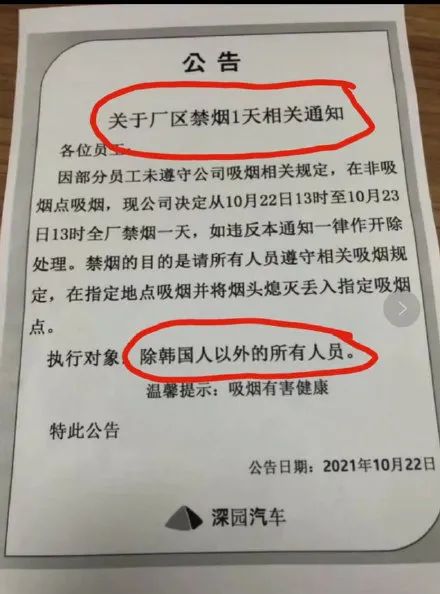 公告
关于厂区禁烟1天相关通知
各位员工:
因部分员工未遵守公司吸烟相关规定，在非吸
烟点吸烟，现公司决定从10月22日13时至10月23
日13时全厂禁烟一天，如违反本通知一律作开除
处理。禁烟的目的是请所有人员遵守相关吸烟规
定，在指定地点吸烟并将烟头熄灭丢入指定吸烟
点。
执行对象：除韩国人以外的所有人员。
温馨提示：吸烟有害健康
特此公告
公告日期：2021年10月22日
深园汽车